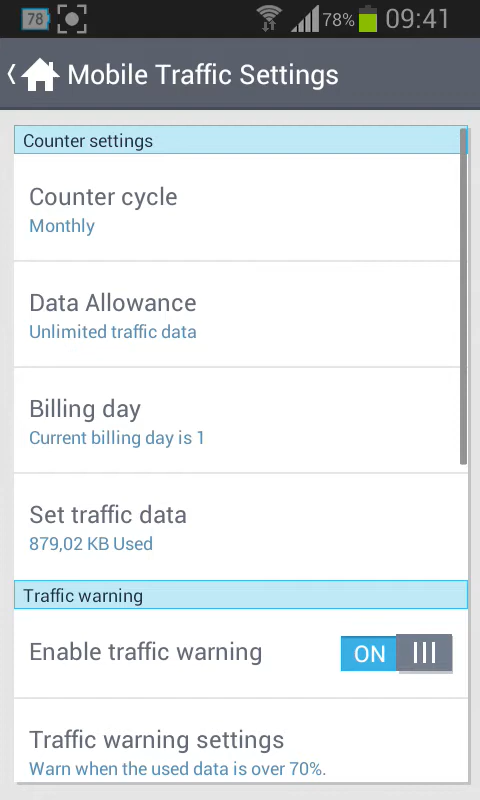 78
78%
09:41
Mobile Traffic Settings
Counter settings
Counter cycle
Monthly
Data Allowance
Unlimited traffic data
Billing day
Current billing day is 1
Set traffic data
879,02 KB Used
Traffic warning
Enable traffic warning
ON
Traffic warning settings
Warn when the used data is over 70%.